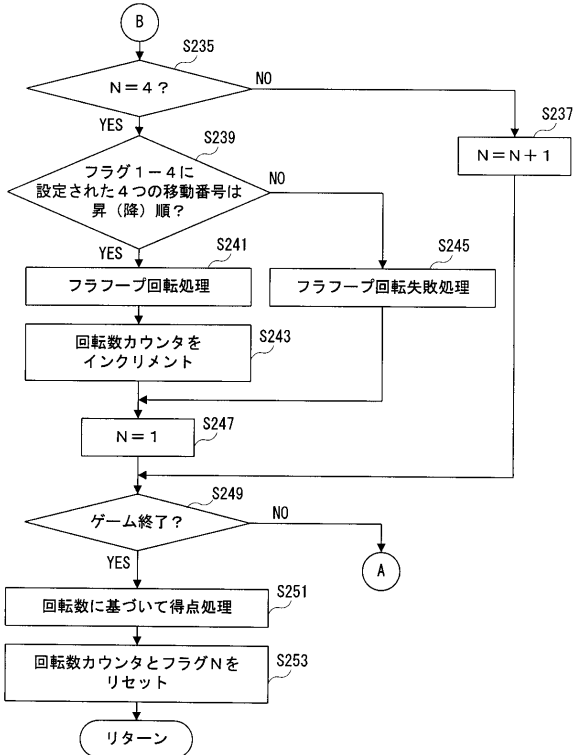 B
S235
N=4?
NO
YES
S237
N=N+1
S239
フラグ1-4に
設定された4つの移動番号は
昇(降)順?
NO
YES
S241
フラフープ回転処理
S245
フラフープ回転失敗処理
S243
回転数カウンタを
インクリメント
S247
N=1
S249
ゲーム終了?
NO
YES
A
S251
回転数に基づいて得点処理
S253
回転数カウンタとフラグNを
リセット
リターン